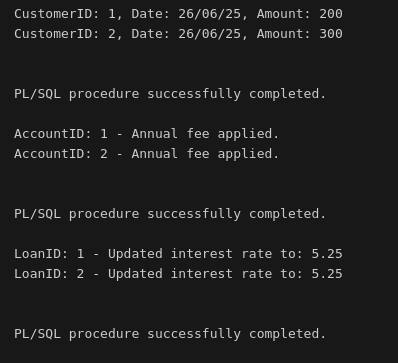 CustomerID: 1, Date: 26/06/25, Amount: 200
CustomerID: 2, Date: 26/06/25, Amount: 300
PL/SQL procedure successfully completed.
AccountID: 1 - Annual fee applied.
AccountID: 2 - Annual fee applied.
PL/SQL procedure successfully completed.
LoanID: 1 - Updated interest rate to: 5.25
LoanID: 2 - Updated interest rate to: 5.25
PL/SQL procedure successfully completed.